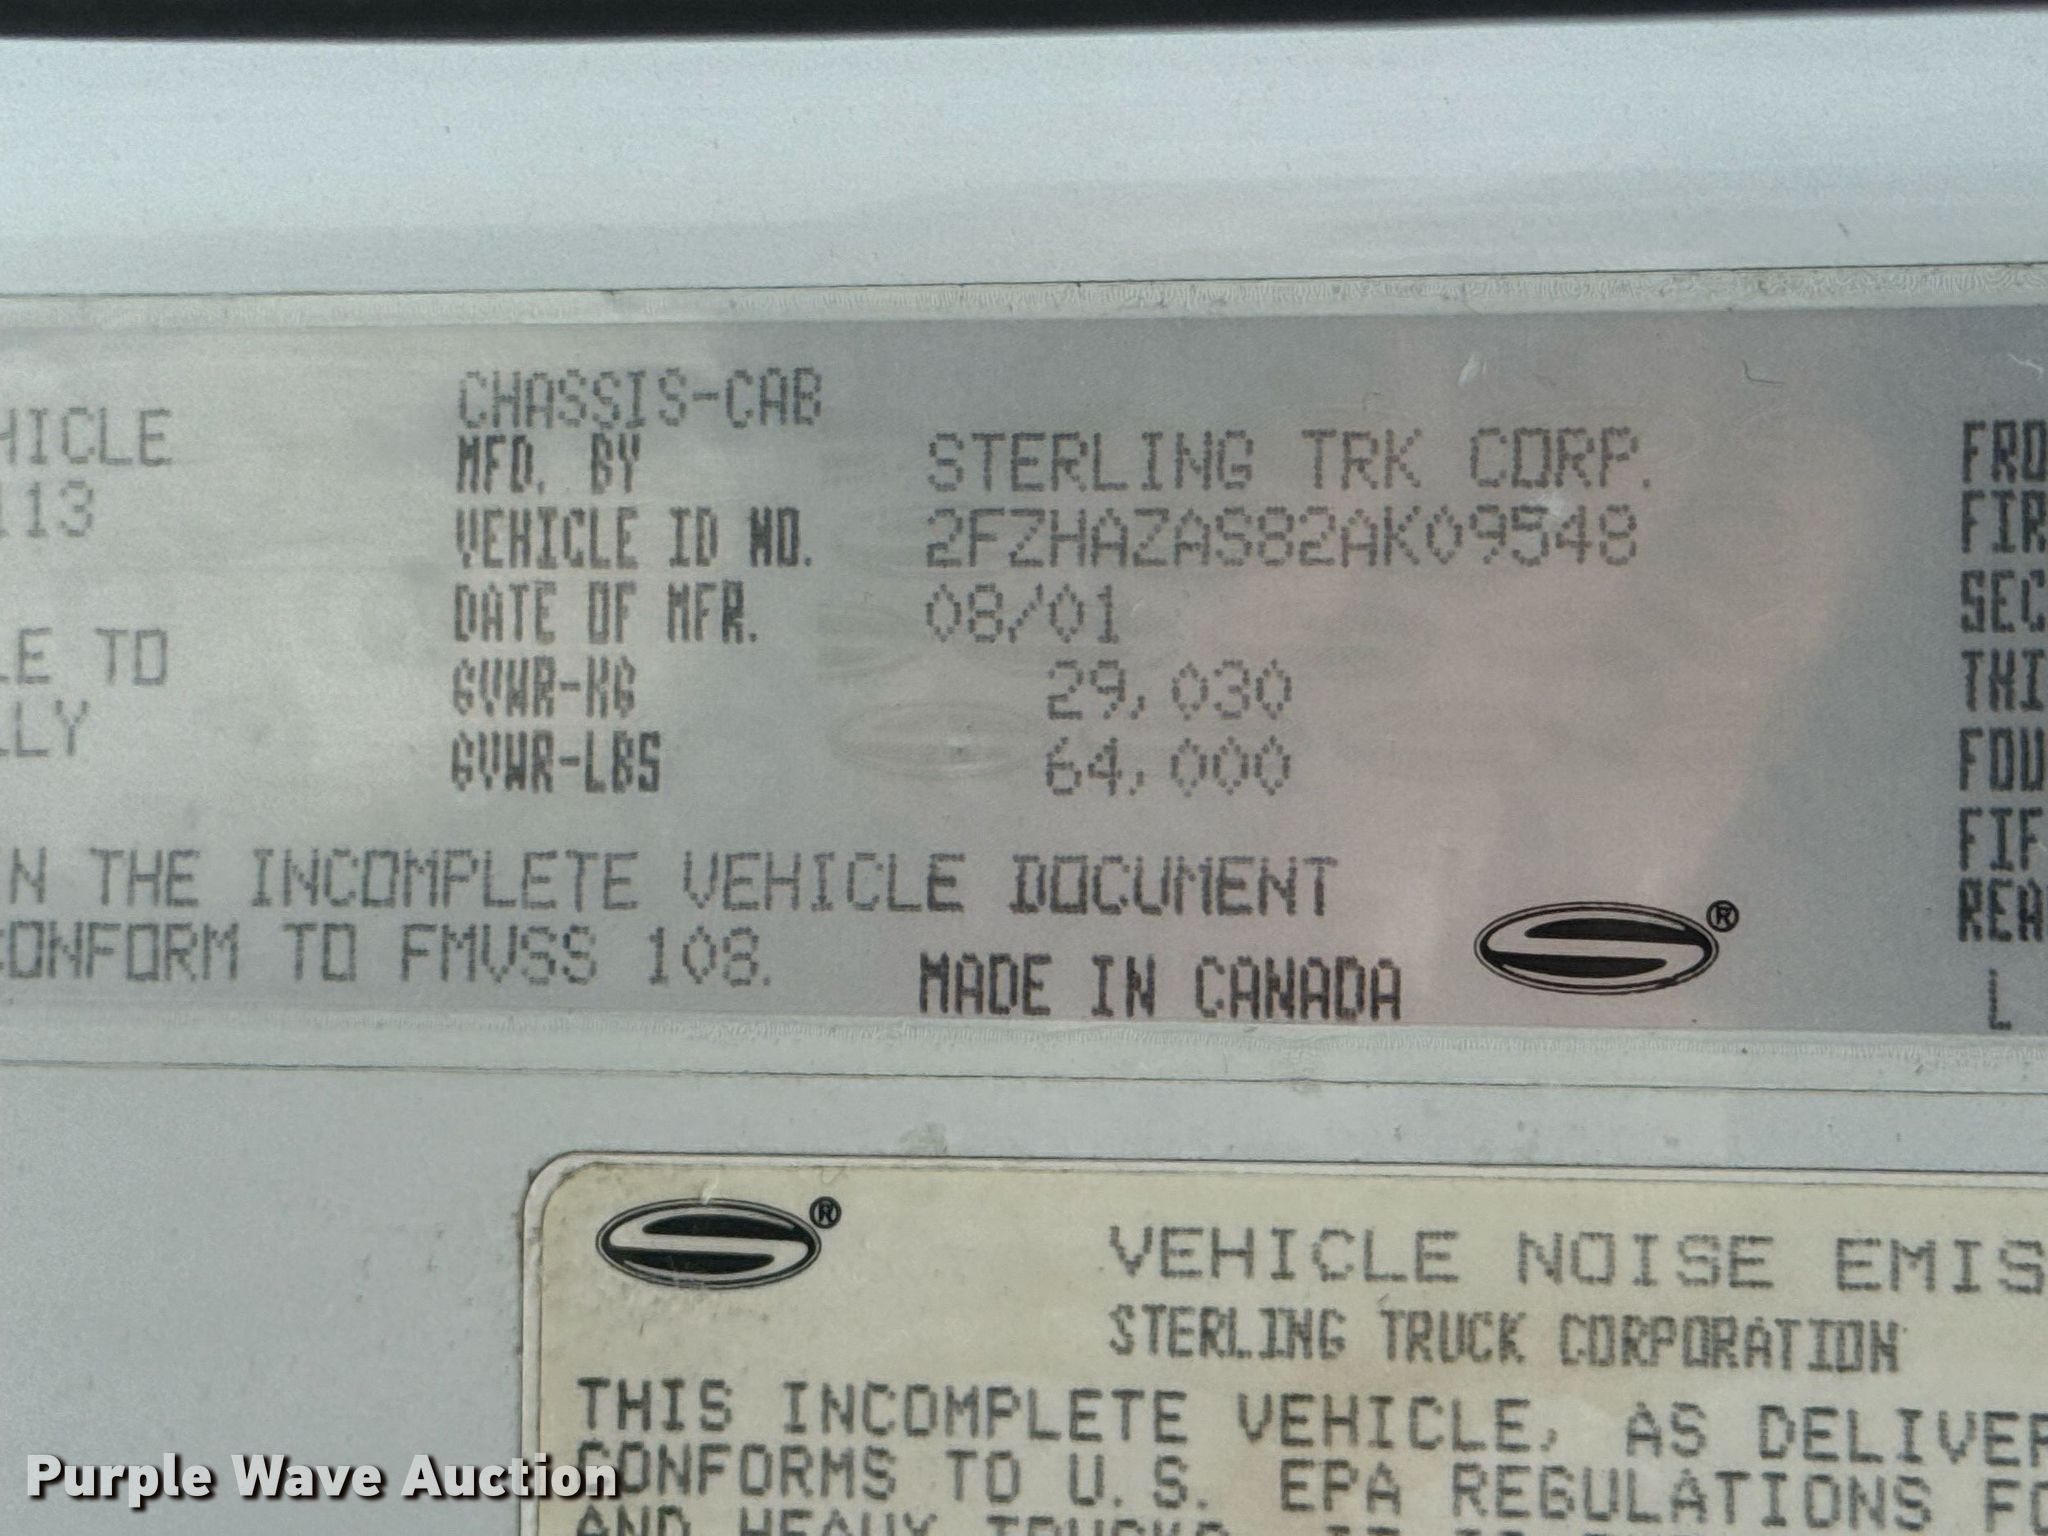 CHASSIS-CAB
HICLE
MFD. BY STERLING TRK CORP.
113
VEHICLE ID NO. 2FZHAZAS82AK09548
DATE OF MFR. 08/01
LE TO
GVWR-KG 29,030
LLY
GVWR-LBS 64,000
N THE INCOMPLETE VEHICLE DOCUMENT
CONFORM TO FMVSS 108.
MADE IN CANADA
®
FRO
FIR
SEC
THI
FOU
FIF
REA
L
®
VEHICLE NOISE EMIS
STERLING TRUCK CORPORATION
THIS INCOMPLETE VEHICLE, AS DELIVER
CONFORMS TO U.S. EPA REGULATIONS FO
AND HEAVY TRUCKS
Purple Wave Auction